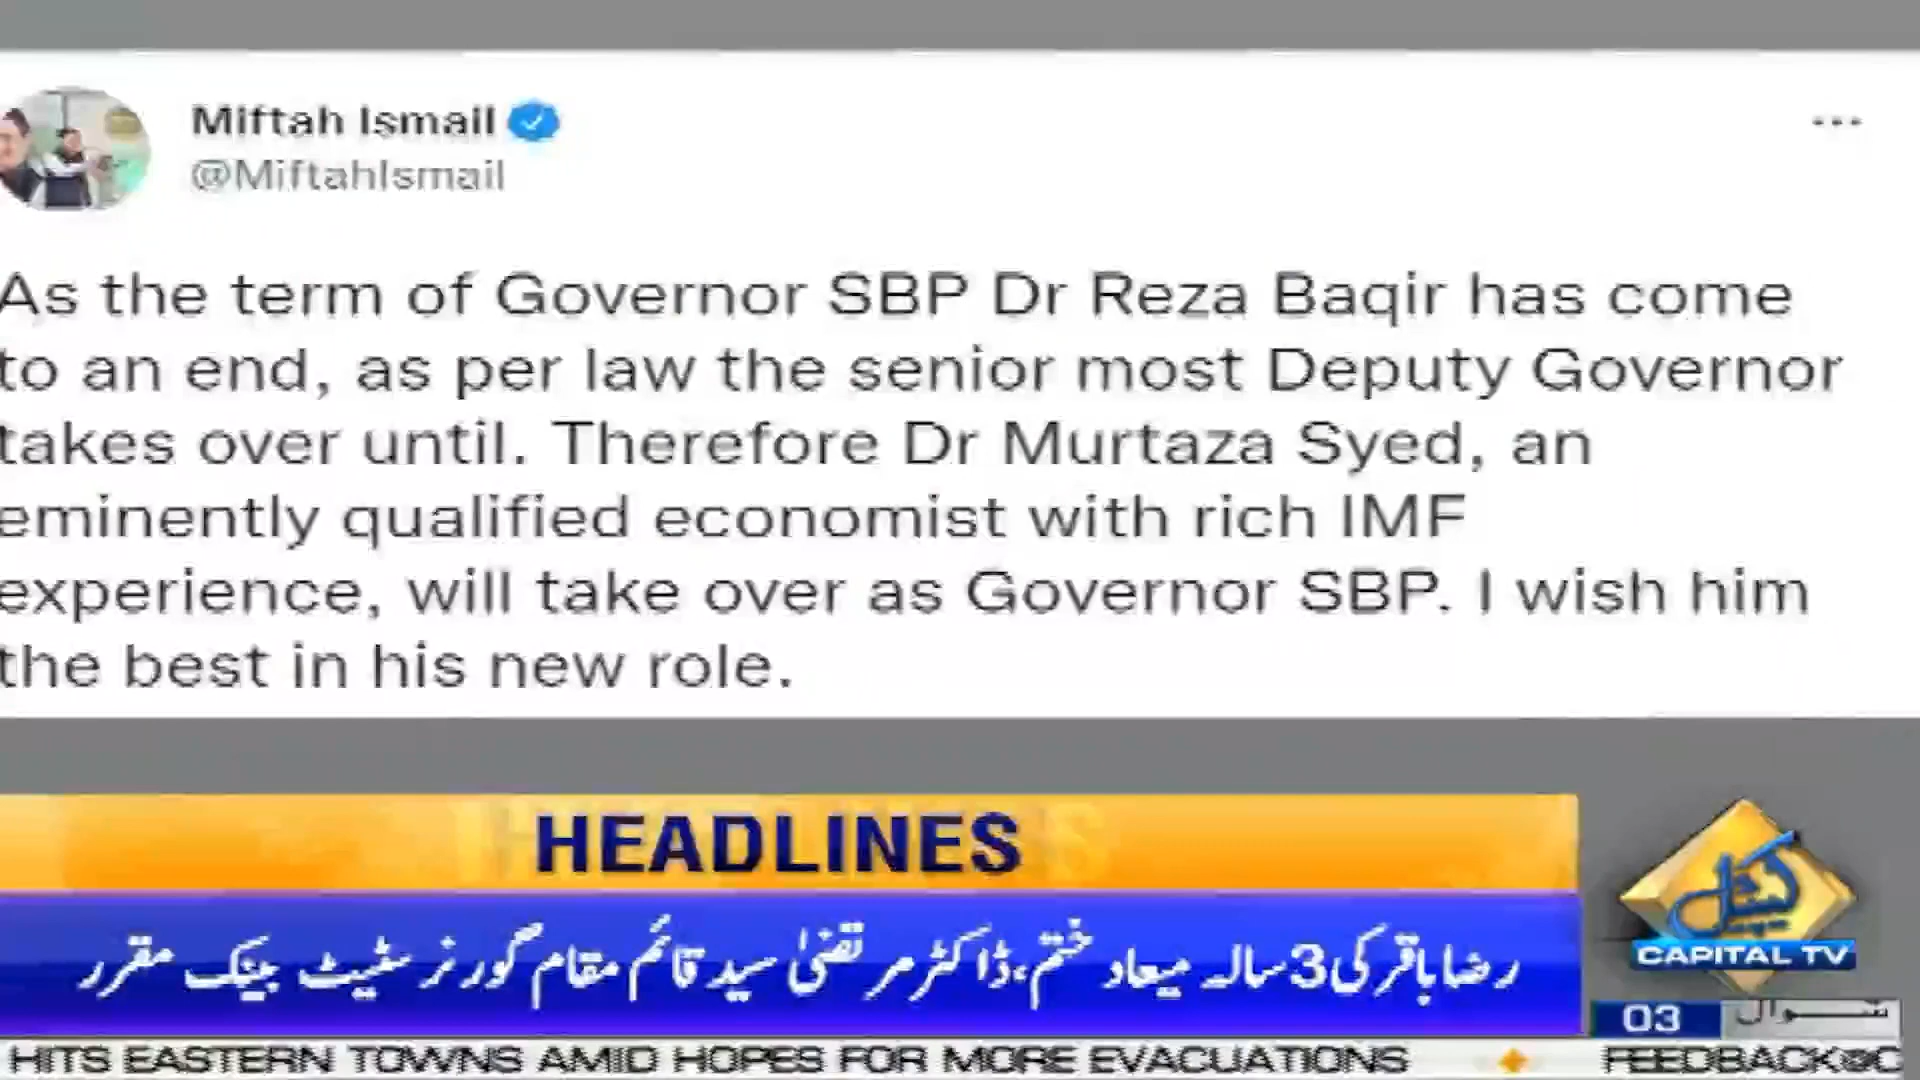 Miftah Ismail
@MiftahIsmail
As the term of Governor SBP Dr Reza Baqir has come
to an end, as per law the senior most Deputy Governor
takes over until. Therefore Dr Murtaza Syed, an
eminently qualified economist with rich IMF
experience, will take over as Governor SBP. I wish him
the best in his new role.
HEADLINES
رضا باقر کی 3 سالہ میعاد ختم، ڈاکٹر مرتضیٰ سید قائم مقام گورنر سٹیٹ بینک مقرر
کیپیٹل
CAPITAL TV
03 شوال
HITS EASTERN TOWNS AMID HOPES FOR MORE EVACUATIONS FEEDBACK@C